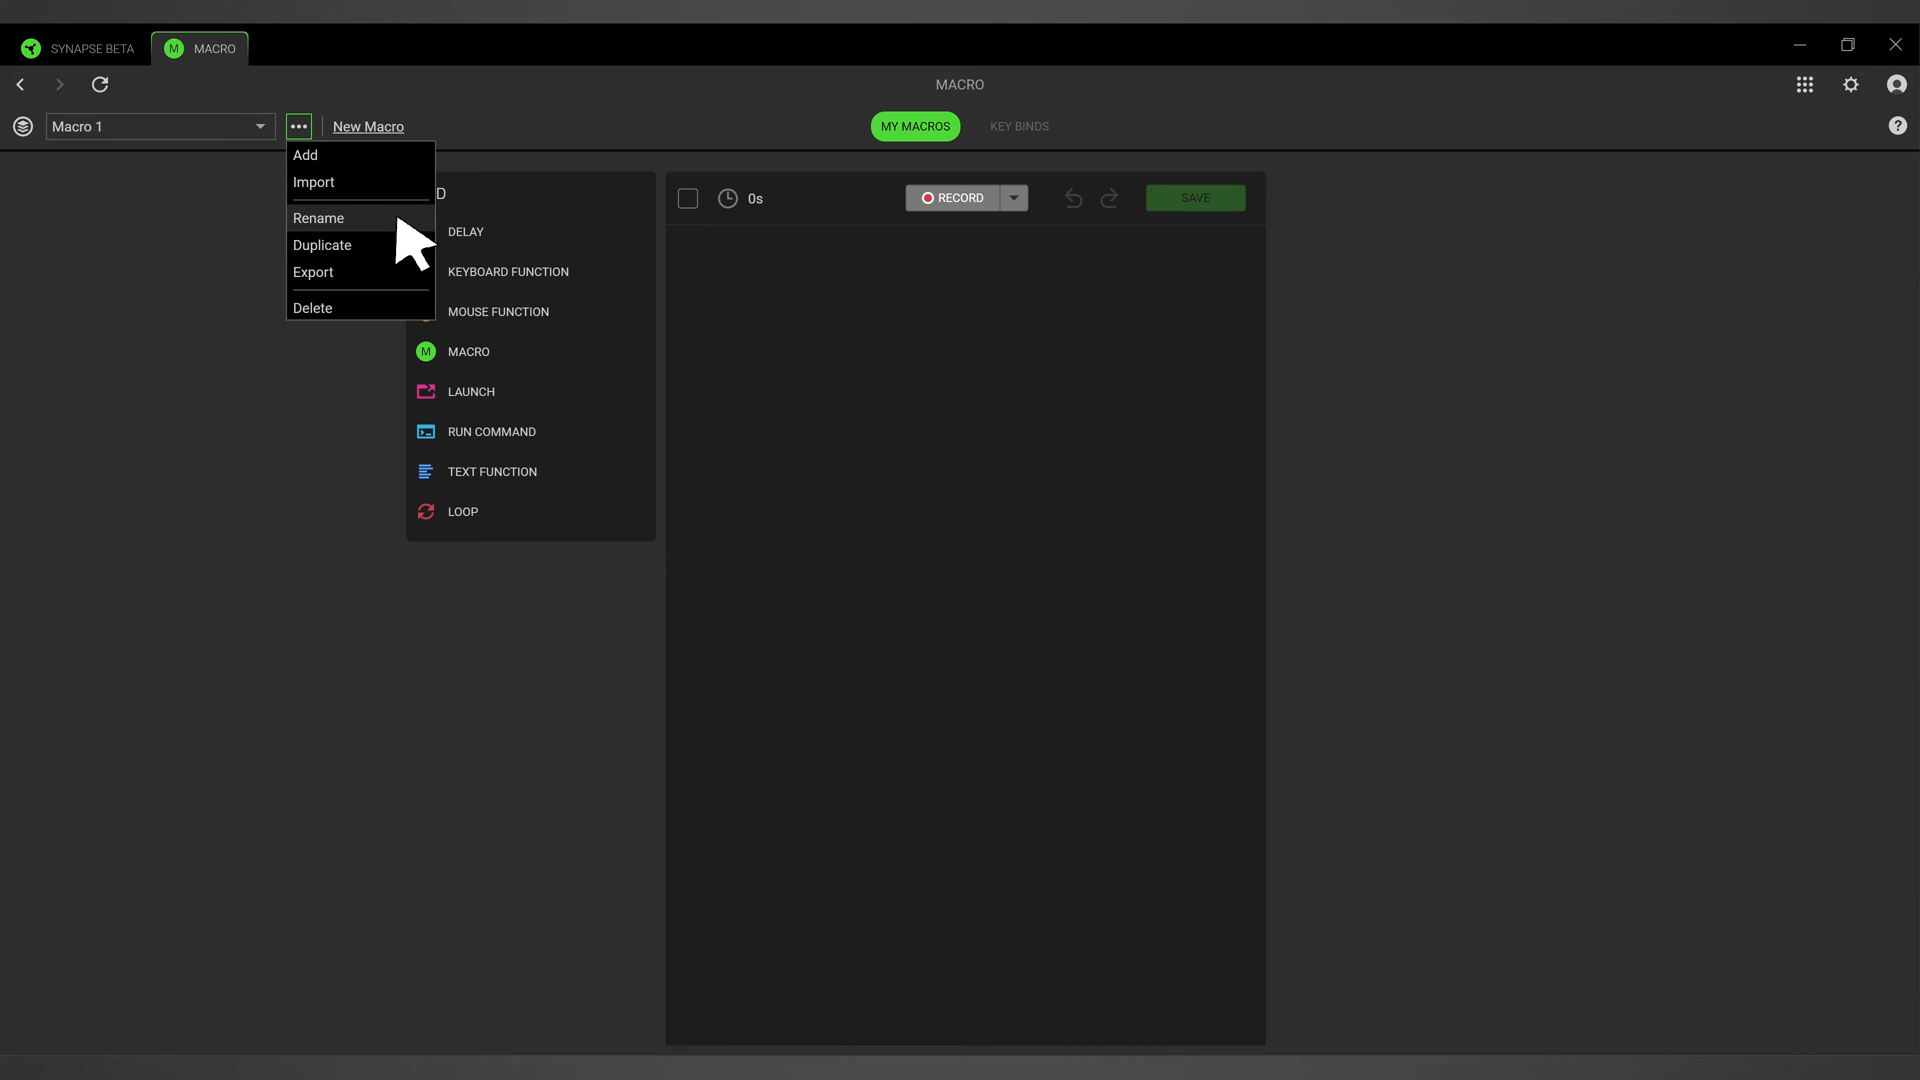 SYNAPSE BETA
M MACRO
MACRO
Macro 1
New Macro
MY MACROS
KEY BINDS
?
Add
Import
Rename
Duplicate
Export
Delete
D
DELAY
KEYBOARD FUNCTION
MOUSE FUNCTION
M MACRO
LAUNCH
RUN COMMAND
TEXT FUNCTION
LOOP
0s
RECORD
SAVE